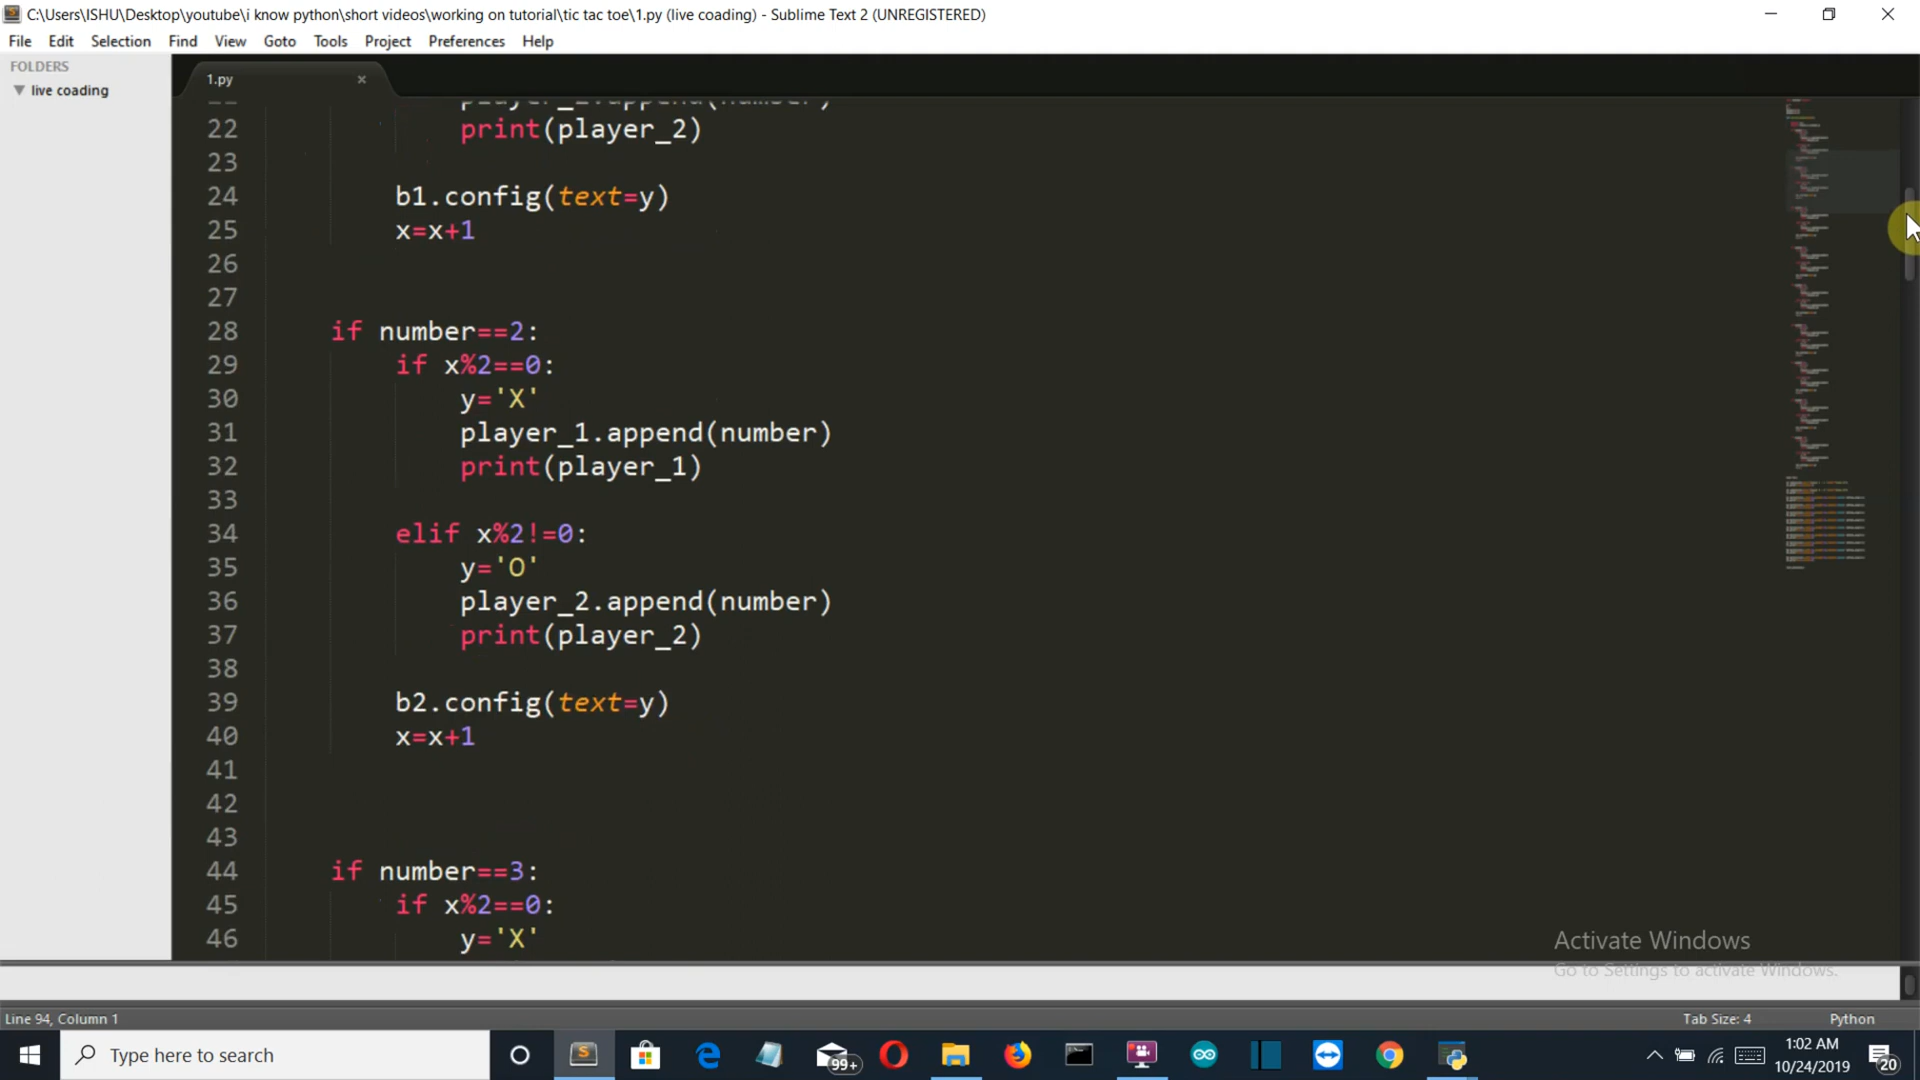 C:\Users\ISHU\Desktop\youtube\i know python\short videos\working on tutorial\tic tac toe\1.py (live coading) - Sublime Text 2 (UNREGISTERED)
File Edit Selection Find View Goto Tools Project Preferences Help
FOLDERS
live coading
1.py
player_2.append(number)
22 print(player_2)
23
24 b1.config(text=y)
25 x=x+1
26
27
28 if number==2:
29 if x%2==0:
30 y='X'
31 player_1.append(number)
32 print(player_1)
33
34 elif x%2!=0:
35 y='O'
36 player_2.append(number)
37 print(player_2)
38
39 b2.config(text=y)
40 x=x+1
41
42
43
44 if number==3:
45 if x%2==0:
46 y='X'
Activate Windows
Go to Settings to activate Windows.
Line 94, Column 1
Tab Size: 4 Python
Type here to search
99+
1:02 AM
10/24/2019
20